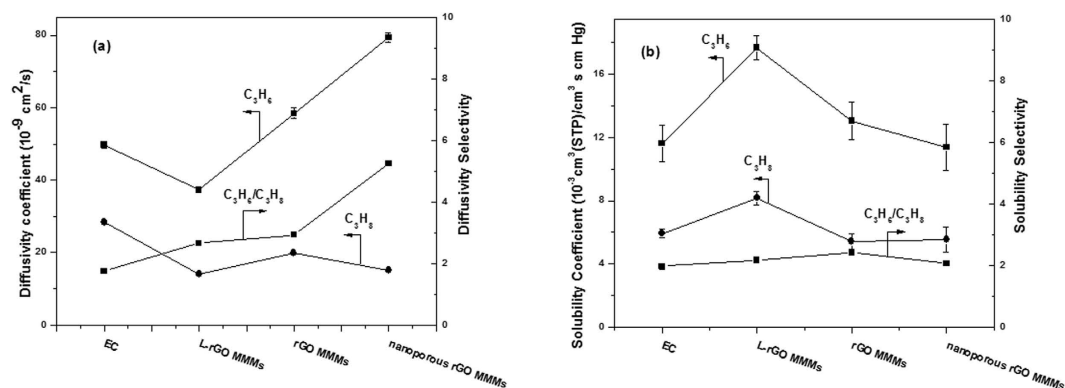 (a)
Diffusivity coefficient (10⁻⁹ cm²/s)
80
60
40
20
0
C₃H₆
C₃H₆/C₃H₈
C₃H₈
10
8
6
4
2
0
Diffusivity Selectivity
EC
L-rGO MMMs
rGO MMMs
nanoporous rGO MMMs
(b)
Solubility Coefficient (10⁻³ cm³(STP)/cm³ s cm Hg)
16
12
8
4
0
C₃H₆
C₃H₈
C₃H₆/C₃H₈
10
8
6
4
2
0
Solubility Selectivity
EC
L-rGO MMMs
rGO MMMs
nanoporous rGO MMMs